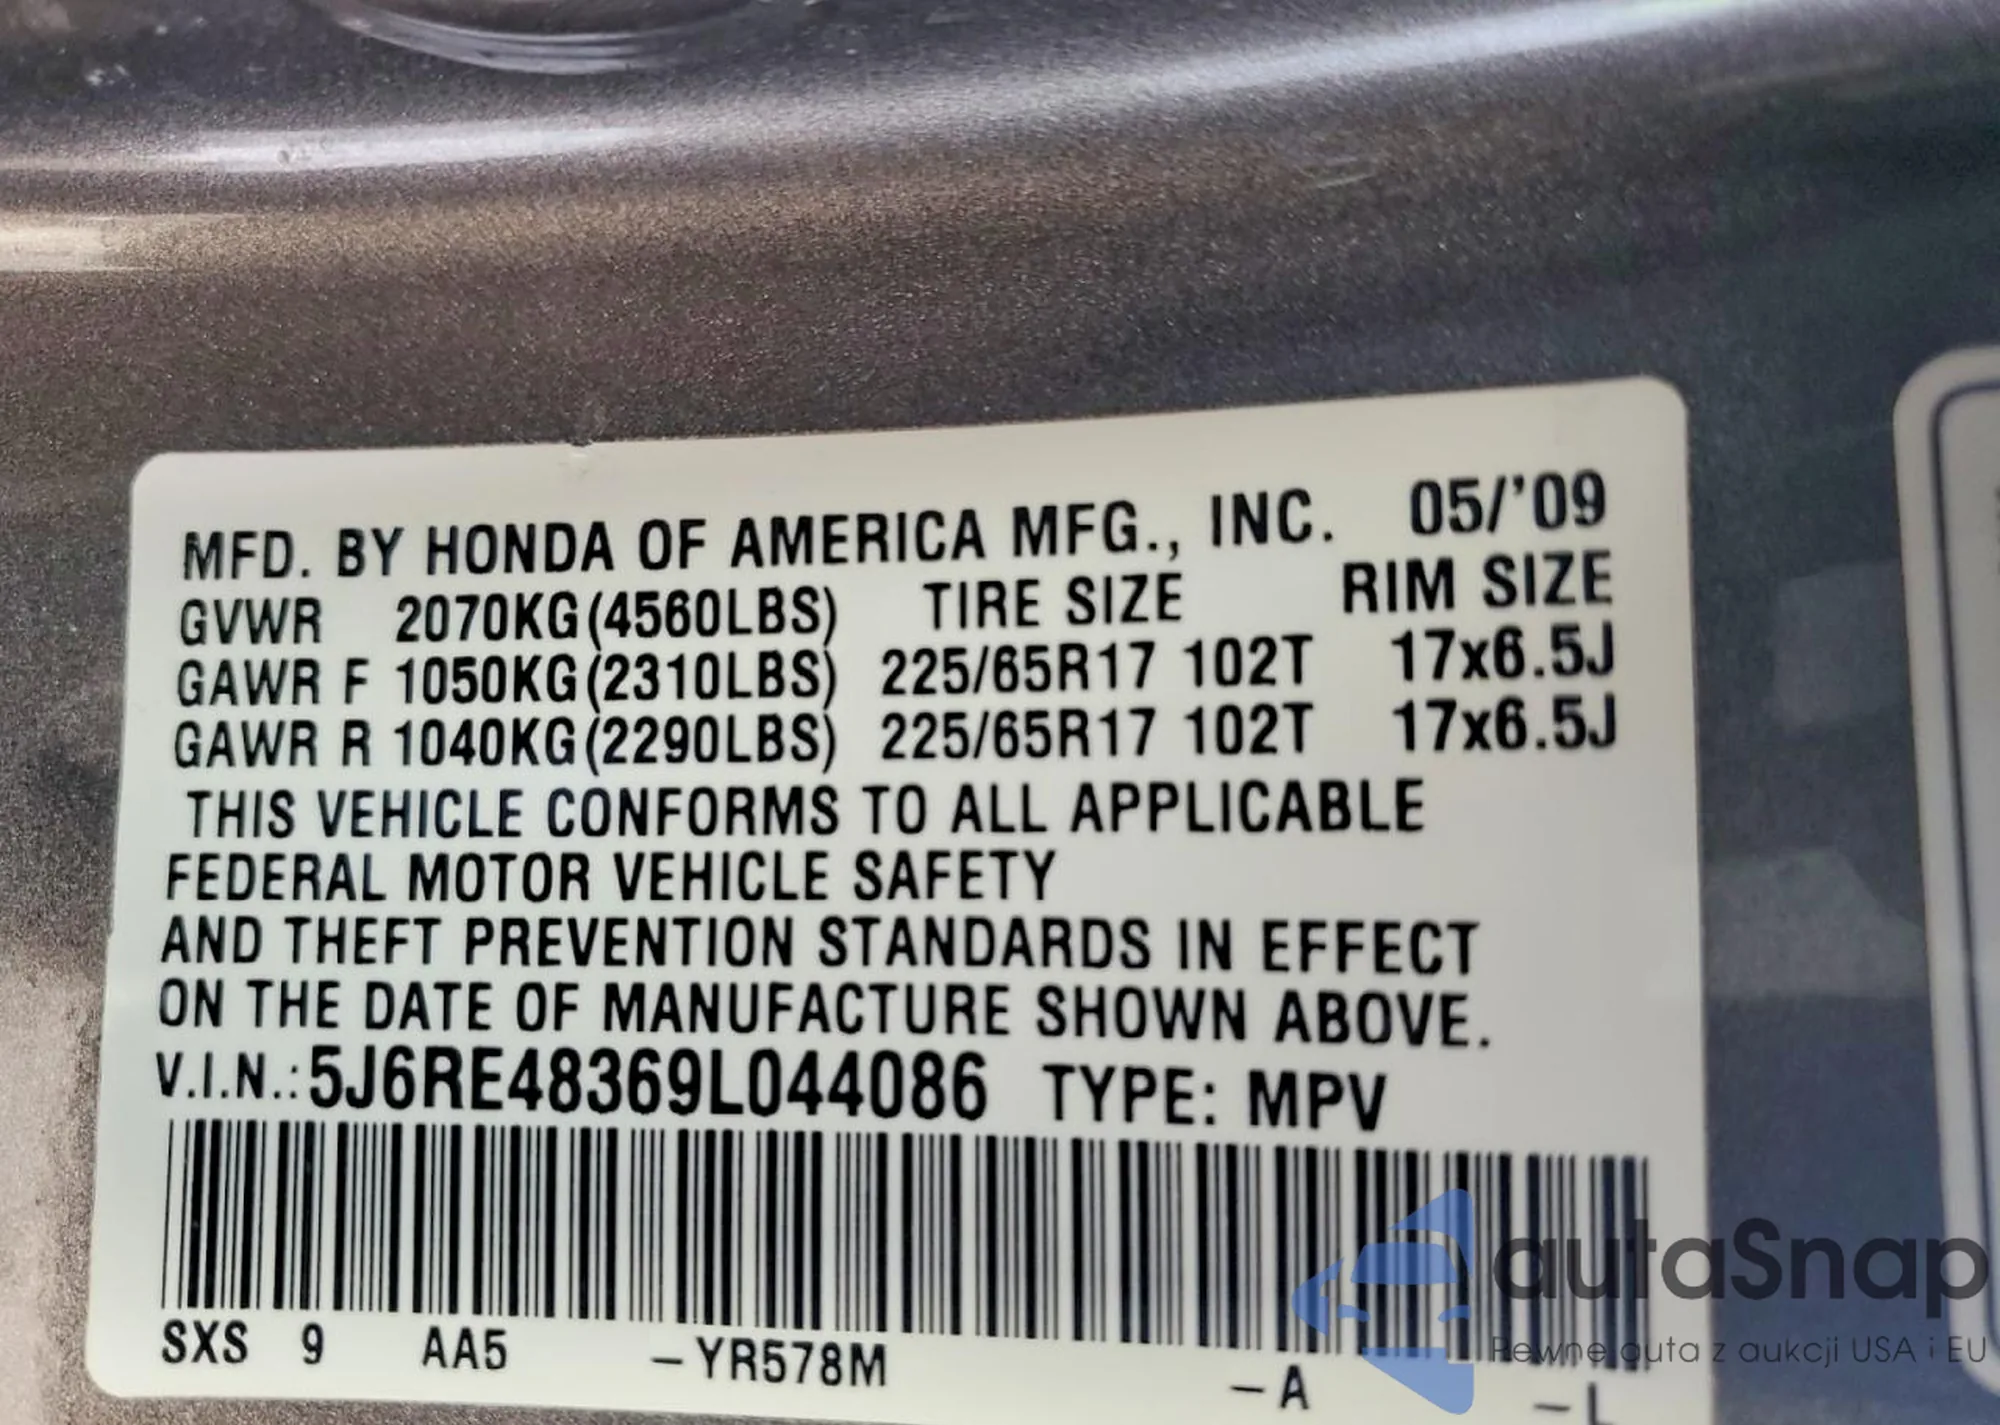 MFD. BY HONDA OF AMERICA MFG., INC. 05/'09
GVWR 2070KG(4560LBS) TIRE SIZE RIM SIZE
GAWR F 1050KG(2310LBS) 225/65R17 102T 17x6.5J
GAWR R 1040KG(2290LBS) 225/65R17 102T 17x6.5J
THIS VEHICLE CONFORMS TO ALL APPLICABLE
FEDERAL MOTOR VEHICLE SAFETY
AND THEFT PREVENTION STANDARDS IN EFFECT
ON THE DATE OF MANUFACTURE SHOWN ABOVE.
V.I.N.: 5J6RE48369L044086 TYPE: MPV
SXS 9 AA5 –YR578M –A –L
autaSnap
Pewne auta z aukcji USA i EU